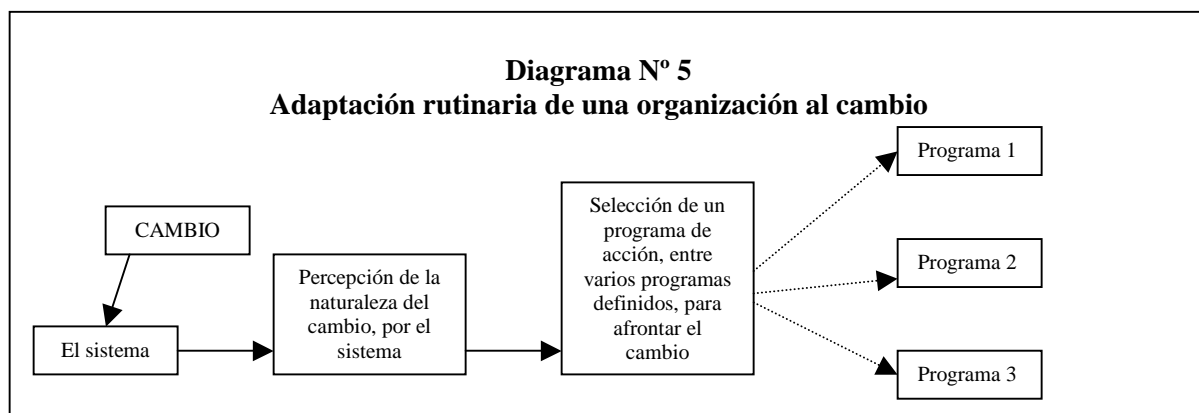 Diagrama Nº 5
Adaptación rutinaria de una organización al cambio
CAMBIO
El sistema
Percepción de la
naturaleza del
cambio, por el
sistema
Selección de un
programa de
acción, entre
varios programas
definidos, para
afrontar el
cambio
Programa 1
Programa 2
Programa 3